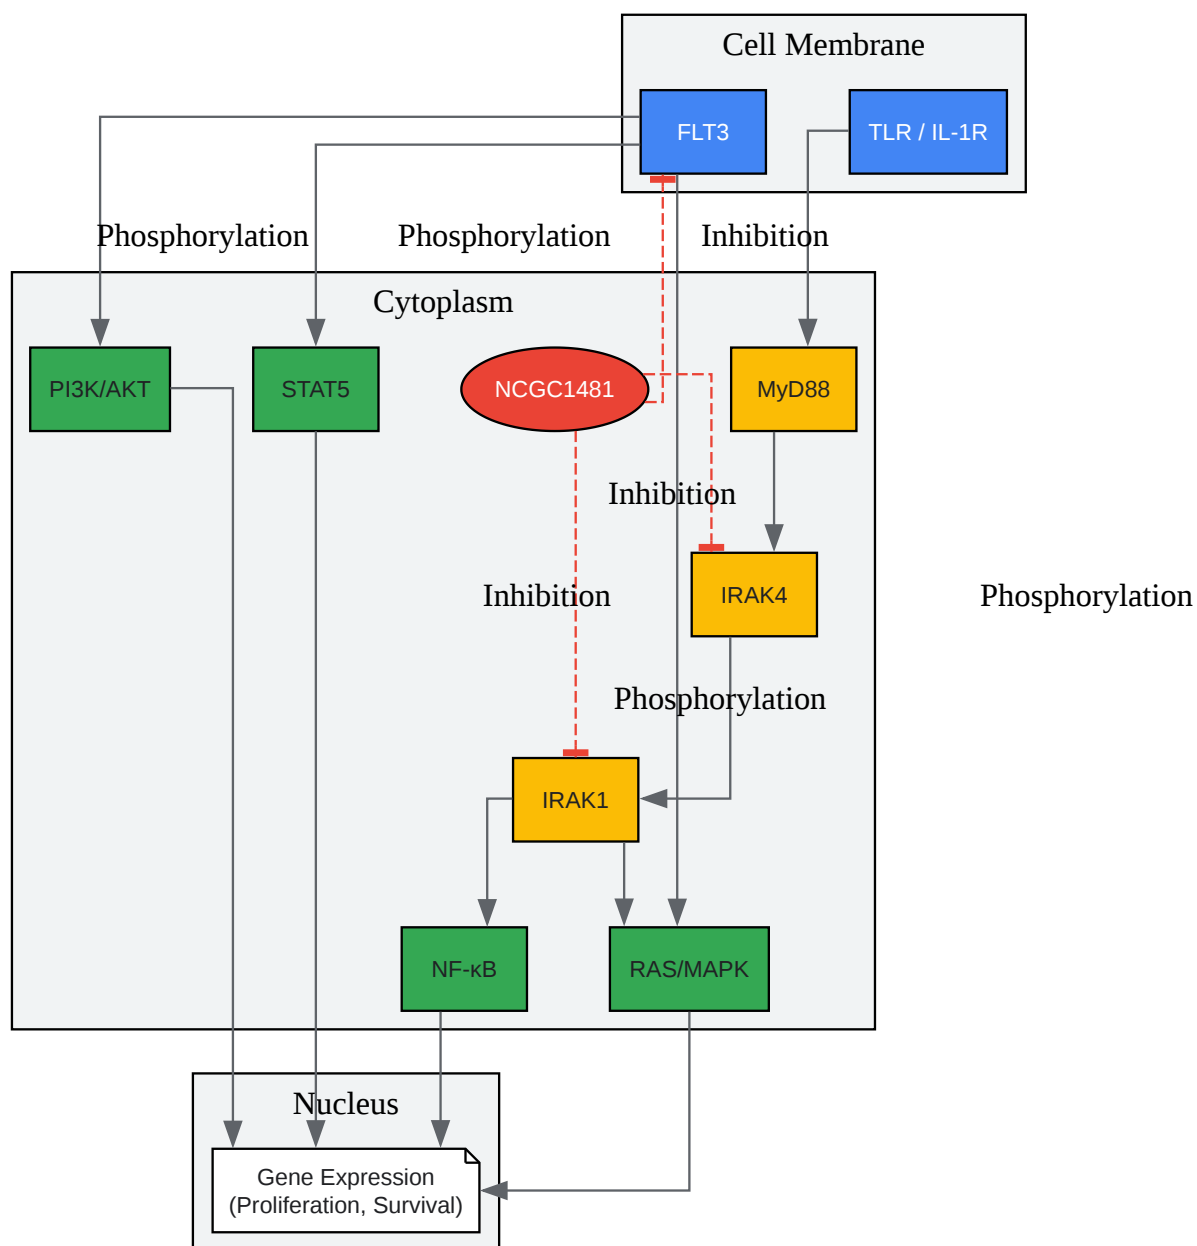 Cell Membrane
FLT3
TLR / IL-1R
Phosphorylation
Phosphorylation
Inhibition
Cytoplasm
PI3K/AKT
STAT5
NCGC1481
MyD88
Inhibition
Inhibition
IRAK4
Phosphorylation
Phosphorylation
IRAK1
NF-κB
RAS/MAPK
Nucleus
Gene Expression
(Proliferation, Survival)